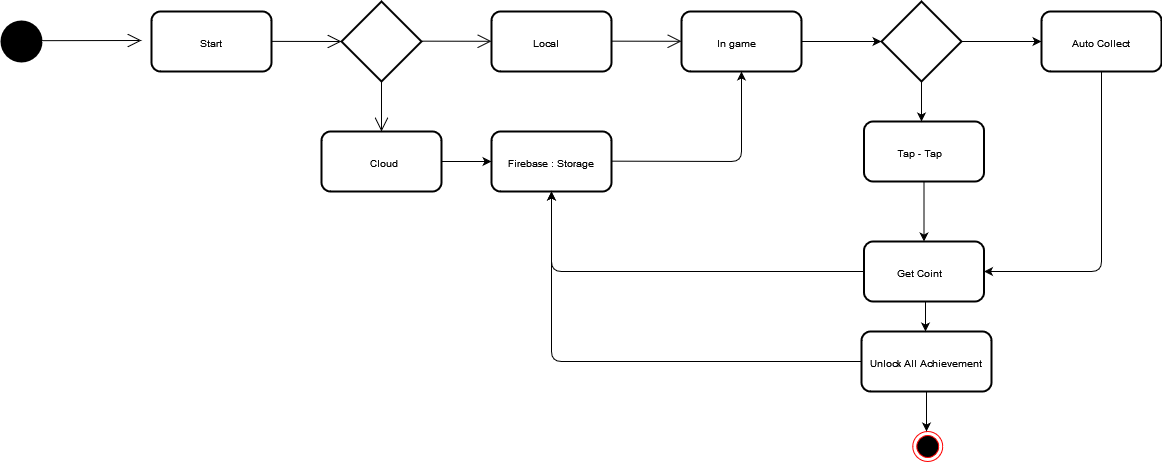 Start
Local
In game
Auto Collect
Cloud
Firebase : Storage
Tap - Tap
Get Coint
Unlock All Achievement